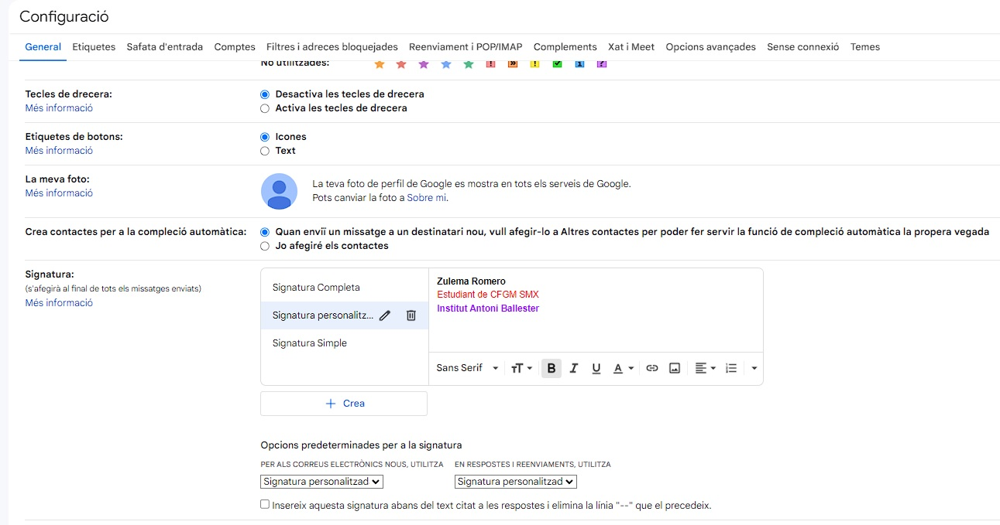 Configuració
General Etiquetes Safata d'entrada Comptes Filtres i adreces bloquejades Reenviament i POP/IMAP Complements Xat i Meet Opcions avançades Sense connexió Temes
No utilitzades:
Tecles de drecera:
Més informació
Desactiva les tecles de drecera
Activa les tecles de drecera
Etiquetes de botons:
Més informació
Icones
Text
La meva foto:
Més informació
La teva foto de perfil de Google es mostra en tots els serveis de Google.
Pots canviar la foto a Sobre mi.
Crea contactes per a la compleció automàtica:
Quan enviï un missatge a un destinatari nou, vull afegir-lo a Altres contactes per poder fer servir la funció de compleció automàtica la propera vegada
Jo afegiré els contactes
Signatura:
(s'afegirà al final de tots els missatges enviats)
Més informació
Signatura Completa
Signatura personalitz...
Signatura Simple
Zulema Romero
Estudiant de CFGM SMX
Institut Antoni Ballester
Sans Serif
Crea
Opcions predeterminades per a la signatura
PER ALS CORREUS ELECTRÒNICS NOUS, UTILITZA
Signatura personalitzad
EN RESPOSTES I REENVIAMENTS, UTILITZA
Signatura personalitzad
Insereix aquesta signatura abans del text citat a les respostes i elimina la línia "--" que el precedeix.